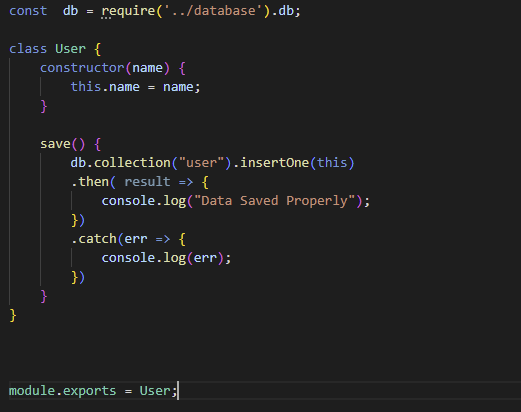 const  db = require('../database').db;
class User {
constructor(name) {
this.name = name;
}
save() {
db.collection("user").insertOne(this)
.then( result => {
console.log("Data Saved Properly");
})
.catch(err => {
console.log(err);
})
}
}
module.exports = User;